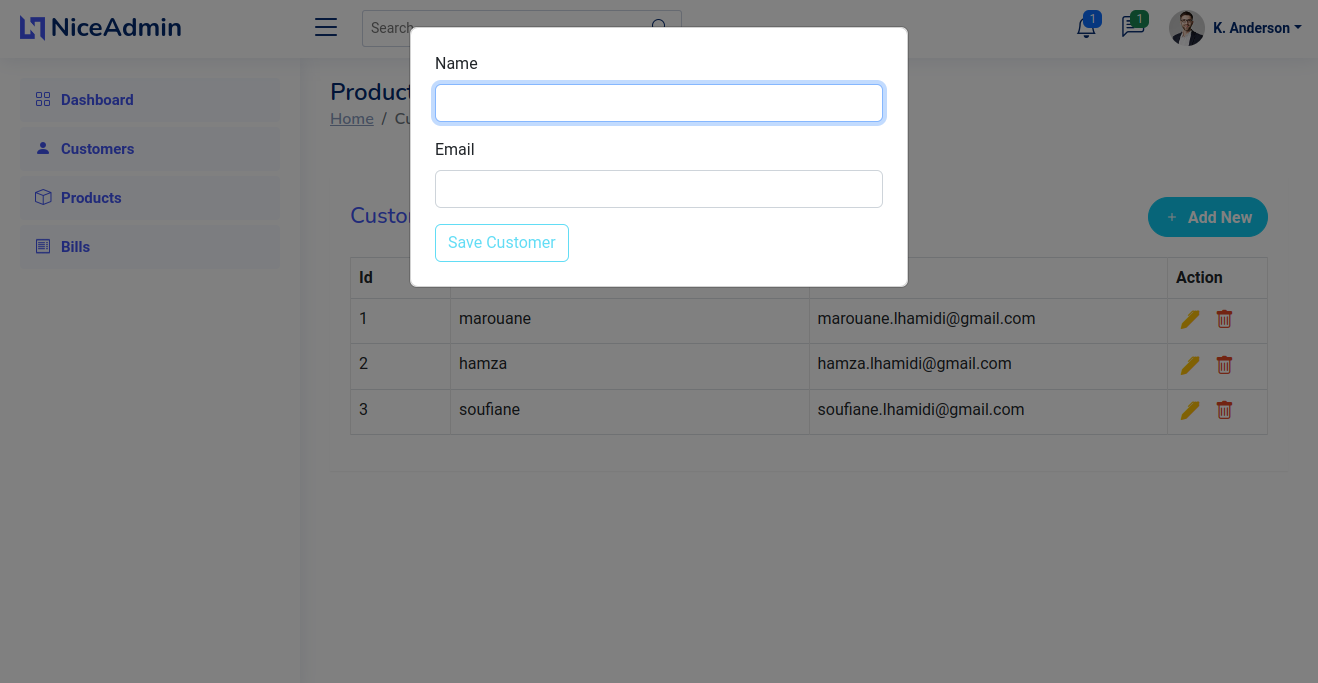 NiceAdmin
Search
1
1
K. Anderson
Dashboard
Customers
Products
Bills
Product
Home / Cu
Name
Email
Save Customer
Custo
+ Add New
Id Action
1 marouane marouane.lhamidi@gmail.com
2 hamza hamza.lhamidi@gmail.com
3 soufiane soufiane.lhamidi@gmail.com